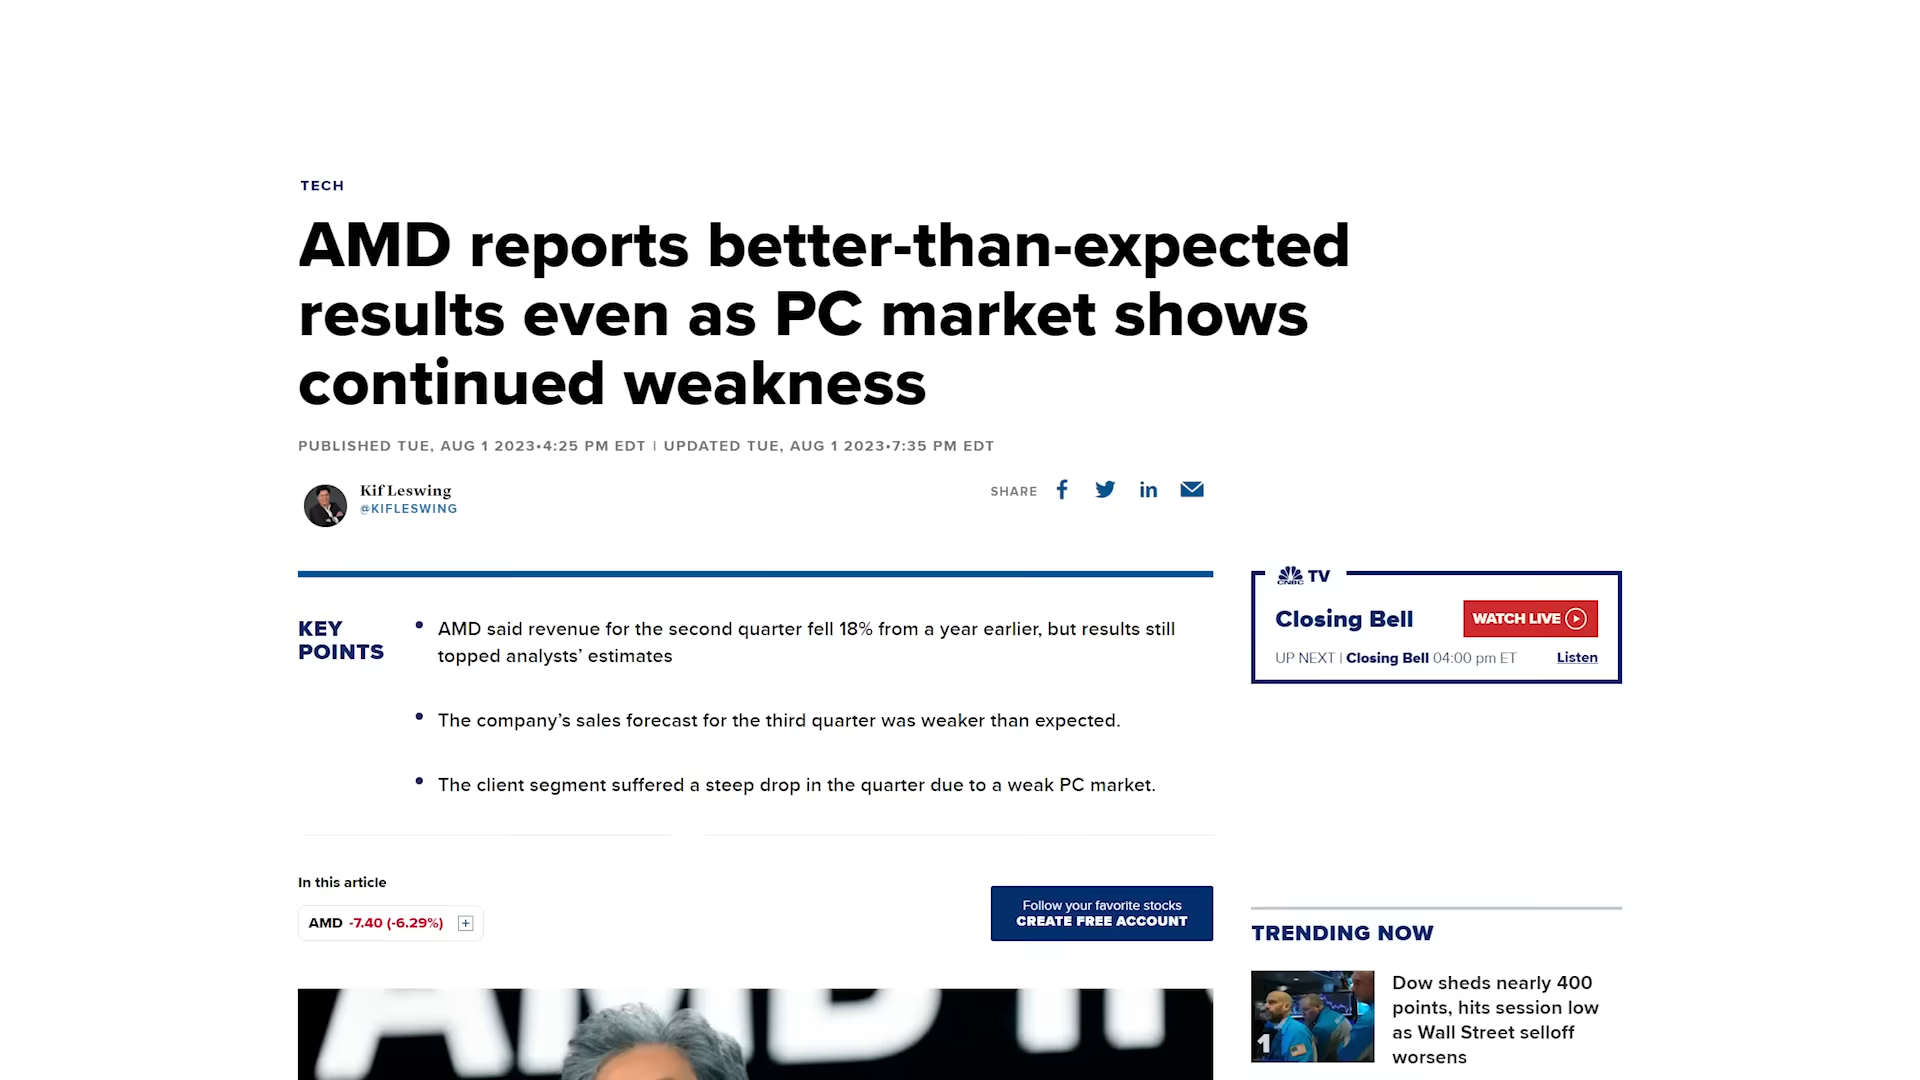 TECH
AMD reports better-than-expected
results even as PC market shows
continued weakness
PUBLISHED TUE, AUG 1 2023•4:25 PM EDT | UPDATED TUE, AUG 1 2023•7:35 PM EDT
Kif Leswing
@KIFLESWING
SHARE
KEY
POINTS
• AMD said revenue for the second quarter fell 18% from a year earlier, but results still
topped analysts’ estimates
• The company’s sales forecast for the third quarter was weaker than expected.
• The client segment suffered a steep drop in the quarter due to a weak PC market.
In this article
AMD -7.40 (-6.29%)
Follow your favorite stocks
CREATE FREE ACCOUNT
AMD
CNBC TV
Closing Bell
WATCH LIVE
UP NEXT | Closing Bell 04:00 pm ET
Listen
TRENDING NOW
1
Dow sheds nearly 400
points, hits session low
as Wall Street selloff
worsens